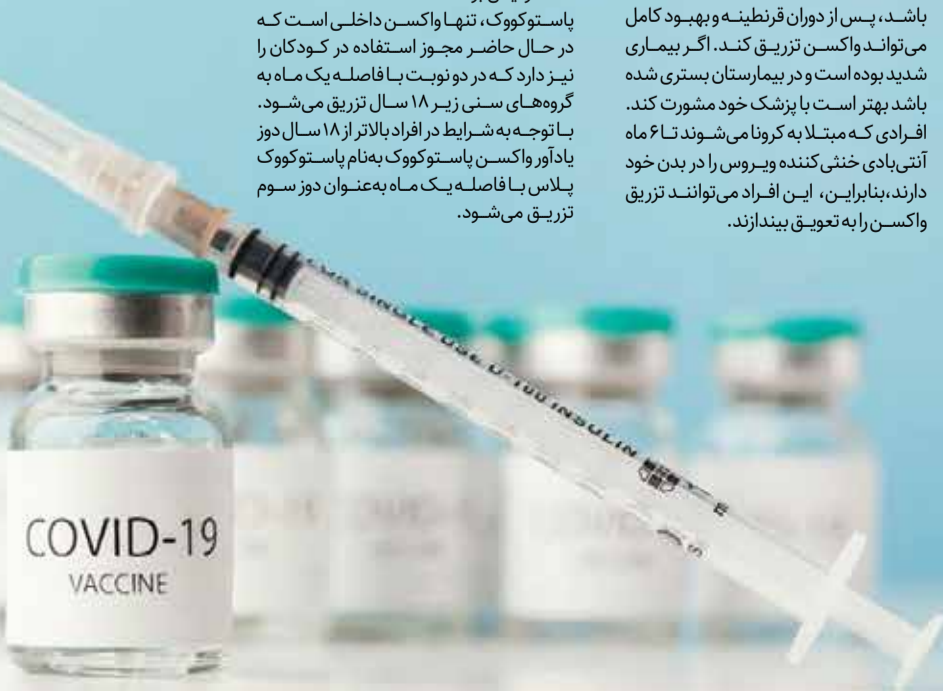 باشد، پس از دوران قرنطینه و بهبود کامل
می‌تواند واکسن تزریق کند. اگر بیماری
شدید بوده است و در بیمارستان بستری شده
باشد بهتر است با پزشک خود مشورت کند.
افرادی که مبتلا به کرونا می‌شوند تا ۶ ماه
آنتی‌بادی خنثی‌کننده ویروس را در بدن خود
دارند،بنابراین، این افراد می‌توانند تزریق
واکسن را به تعویق بیندازند.
پاستوکووک، تنها واکسن داخلی است که
در حال حاضر مجوز استفاده در کودکان را
نیز دارد که در دو نوبت با فاصله یک ماه به
گروه‌های سنی زیر ۱۸ سال تزریق می‌شود.
با توجه به شرایط در افراد بالاتر از ۱۸ سال دوز
یادآور واکسن پاستوکووک به‌نام پاستوکووک
پلاس با فاصله یک ماه به‌عنوان دوز سوم
تزریق می‌شود.
SINGLE USE U-100 INSULIN
COVID-19
VACCINE